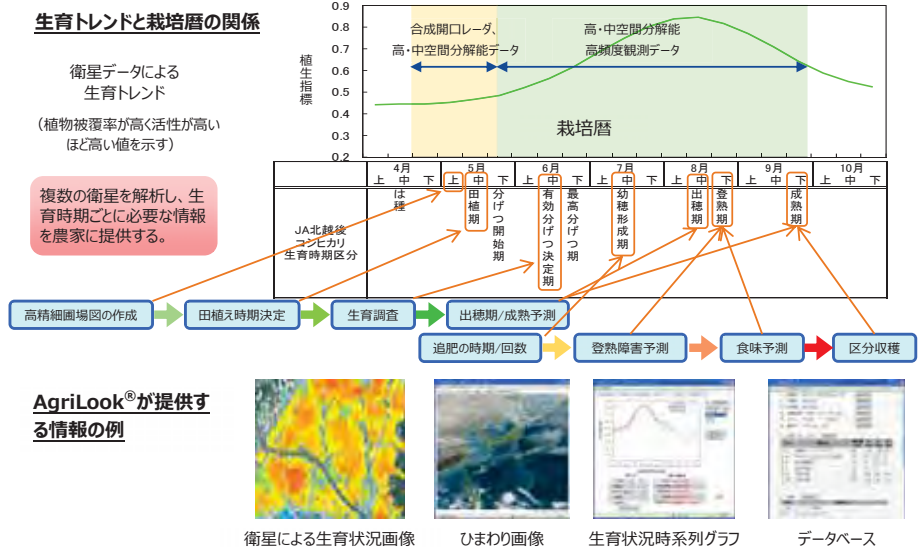 生育トレンドと栽培暦の関係
衛星データによる
生育トレンド
(植物被覆率が高く活性が高い
ほど高い値を示す)
複数の衛星を解析し、生
育時期ごとに必要な情報
を農家に提供する。
植生指標
0.9
0.8
0.7
0.6
0.5
0.4
0.3
0.2
合成開口レーダ、
高・中空間分解能データ
高・中空間分解能
高頻度観測データ
栽培暦
4月 5月 6月 7月 8月 9月 10月
上 中 下 上 中 下 上 中 下 上 中 下 上 中 下 上 中 下 上 中 下
JA北越後
コシヒカリ
生育時期区分
は種
田植期
分げつ開始期
有効分げつ決定期
最高分げつ期
幼穂形成期
出穂期
登熟期
成熟期
高精細圃場図の作成
田植え時期決定
生育調査
出穂期/成熟予測
追肥の時期/回数
登熟障害予測
食味予測
区分収穫
AgriLook®が提供す
る情報の例
衛星による生育状況画像
ひまわり画像
生育状況時系列グラフ
データベース